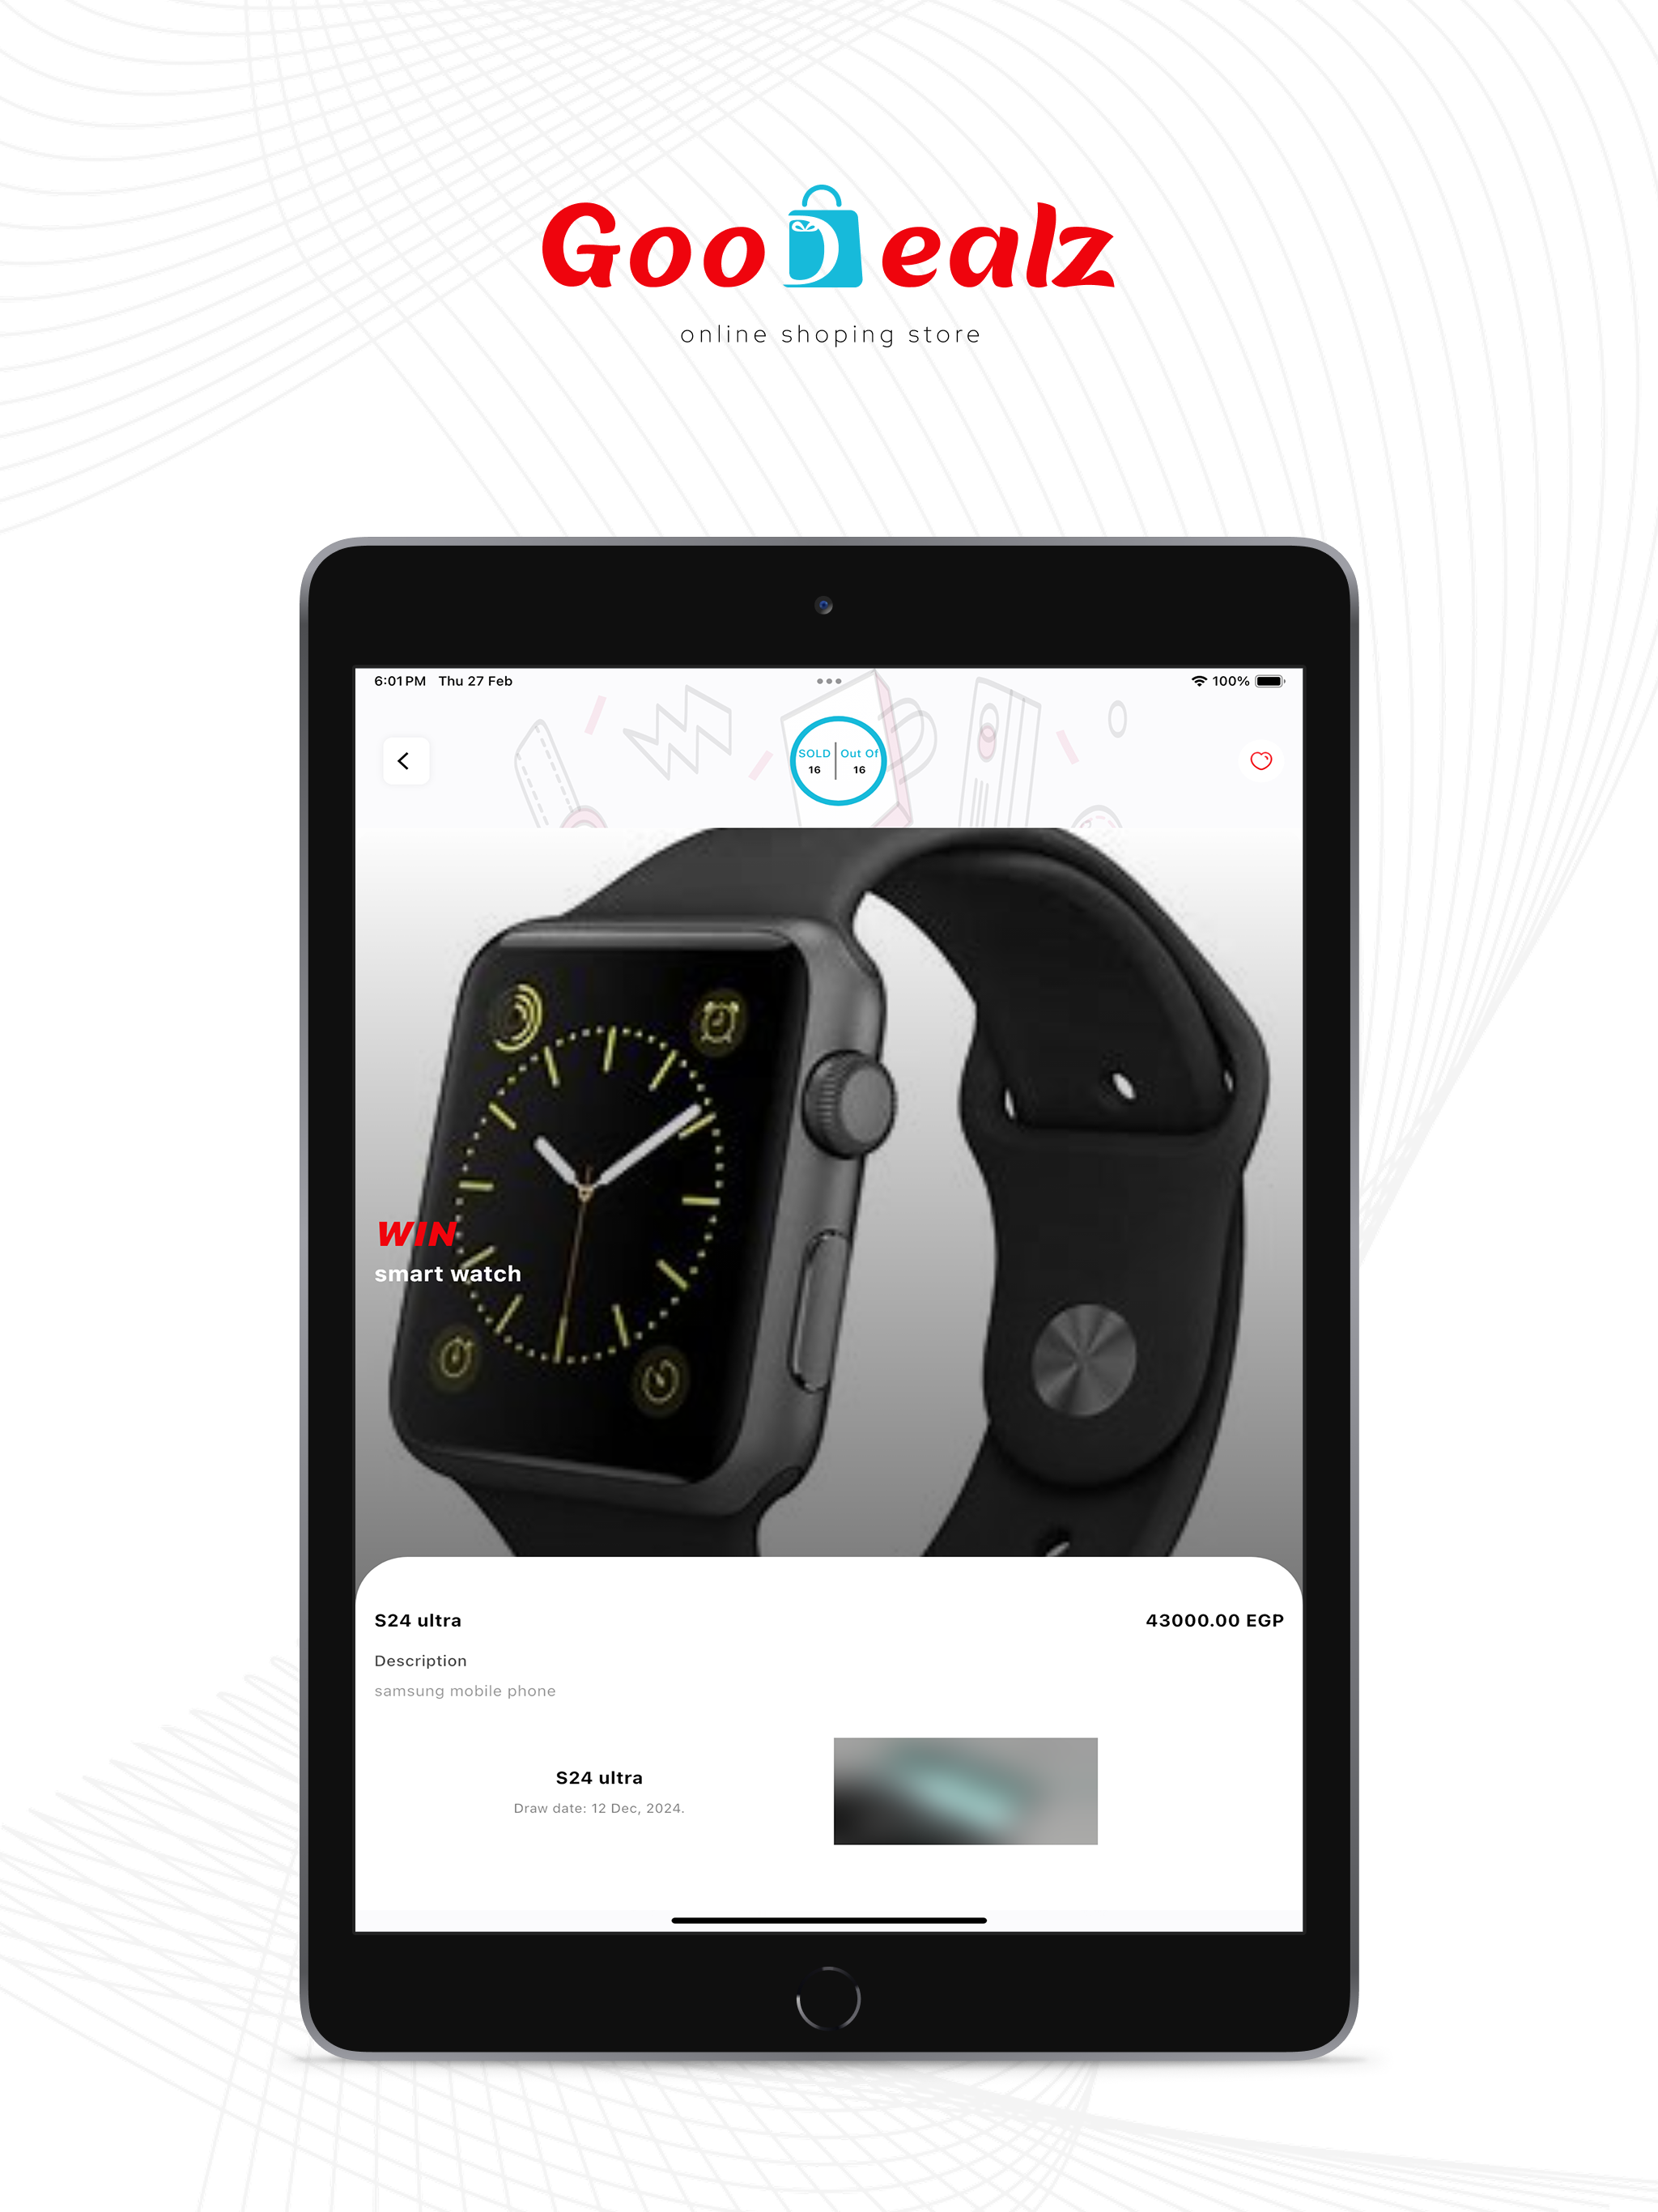 GooDealz
online shoping store
6:01 PM Thu 27 Feb
100%
SOLD Out Of
16 16
WIN
smart watch
S24 ultra 43000.00 EGP
Description
samsung mobile phone
S24 ultra
Draw date: 12 Dec, 2024.